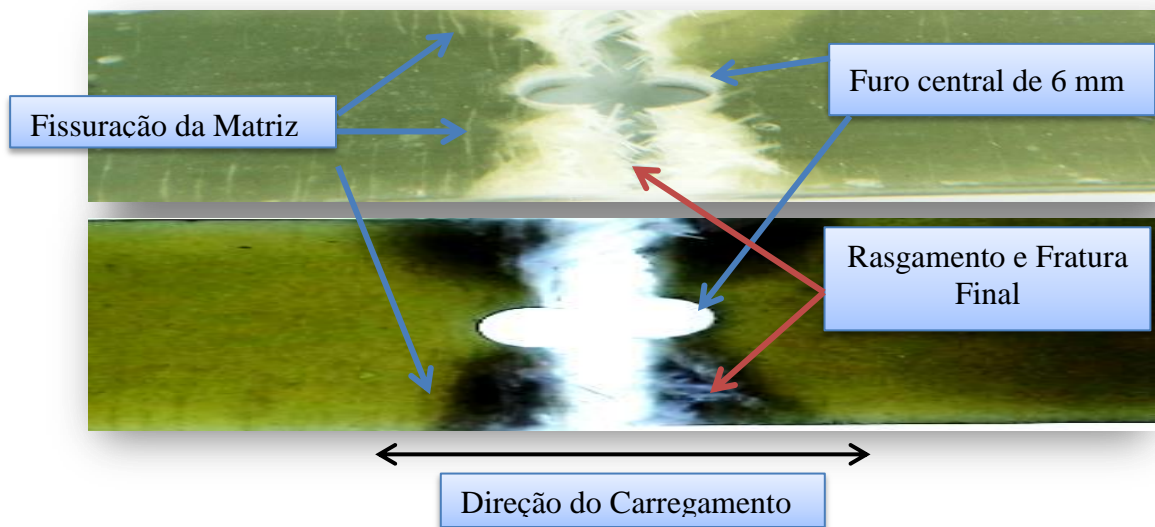 Fissuração da Matriz
Furo central de 6 mm
Rasgamento e Fratura
Final
Direção do Carregamento